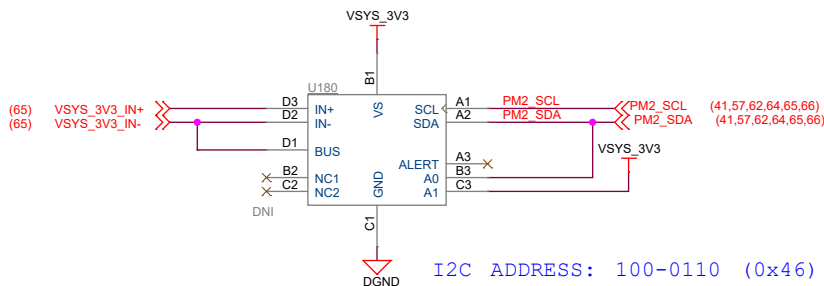 VSYS_3V3
B1
U180
VS
(65) VSYS_3V3_IN+ D3 IN+ SCL A1 PM2_SCL PM2_SCL (41,57,62,64,65,66)
(65) VSYS_3V3_IN- D2 IN- SDA A2 PM2_SDA PM2_SDA (41,57,62,64,65,66)
D1 BUS VSYS_3V3
ALERT A3
B2 NC1 A0 B3
C2 NC2 GND A1 C3
DNI
C1
DGND
I2C ADDRESS: 100-0110 (0x46)